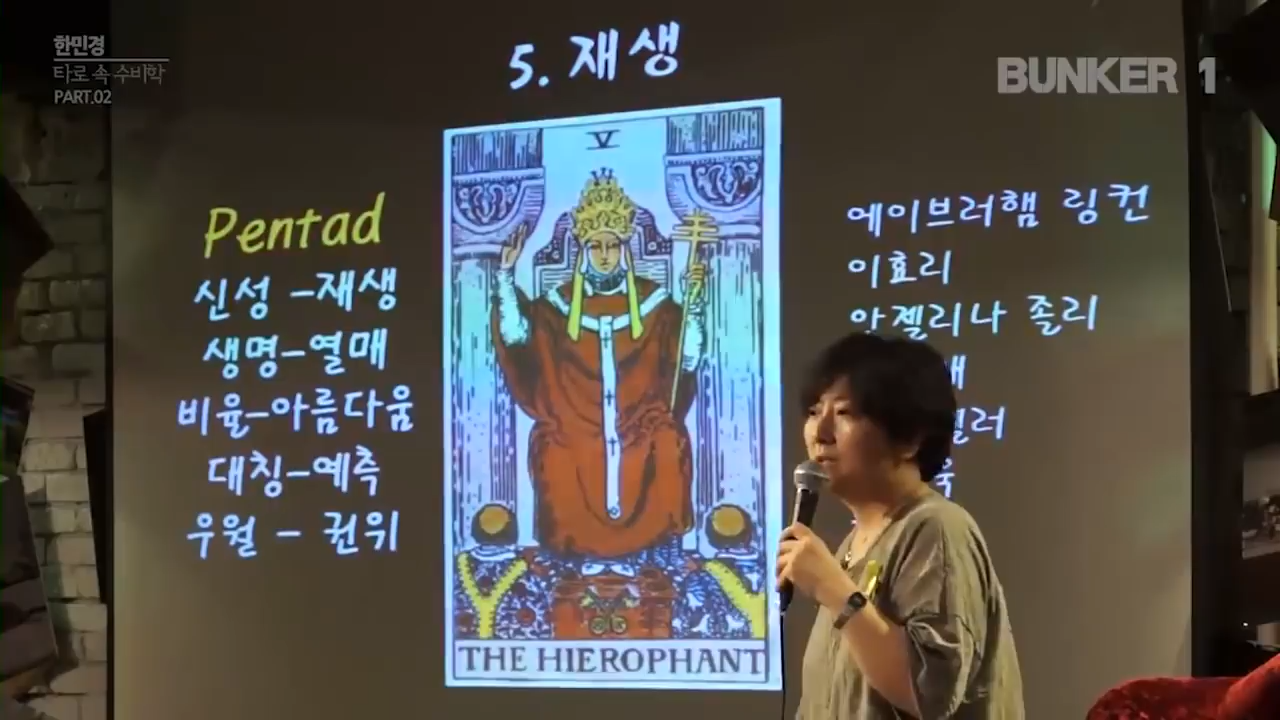 한민경
타로 속 수비학
PART.02
BUNKER 1
5. 재생
Pentad
신성 -재생
생명-열매
비율-아름다움
대칭-예측
우월 - 권위
V
THE HIEROPHANT
에이브러햄 링컨
이효리
안젤리나 졸리